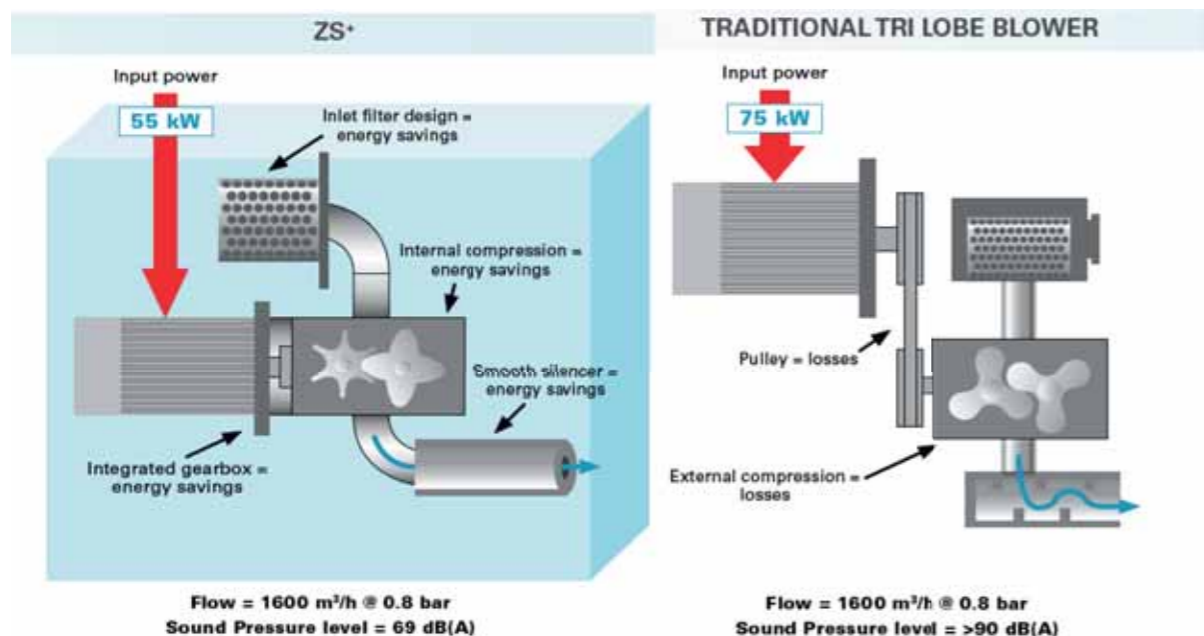 ZS+
TRADITIONAL TRI LOBE BLOWER
Input power
55 kW
Inlet filter design =
energy savings
Internal compression =
energy savings
Smooth silencer =
energy savings
Integrated gearbox =
energy savings
Flow = 1600 m³/h @ 0.8 bar
Sound Pressure level = 69 dB(A)
Input power
75 kW
Pulley = losses
External compression =
losses
Flow = 1600 m³/h @ 0.8 bar
Sound Pressure level = >90 dB(A)